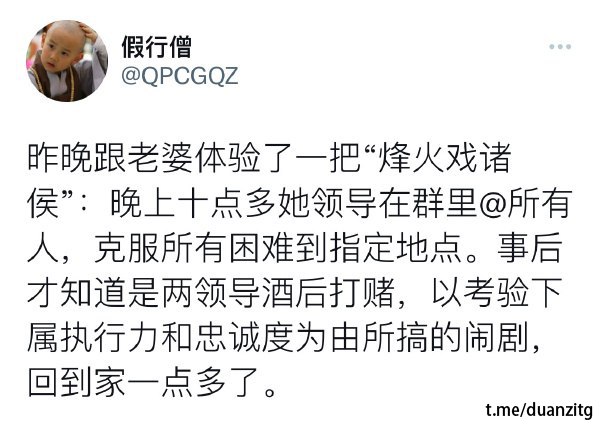 假行僧
@QPCGQZ
昨晚跟老婆体验了一把“烽火戏诸
侯”：晚上十点多她领导在群里@所有
人，克服所有困难到指定地点。事后
才知道是两领导酒后打赌，以考验下
属执行力和忠诚度为由所搞的闹剧，
回到家一点多了。
t.me/duanzitg